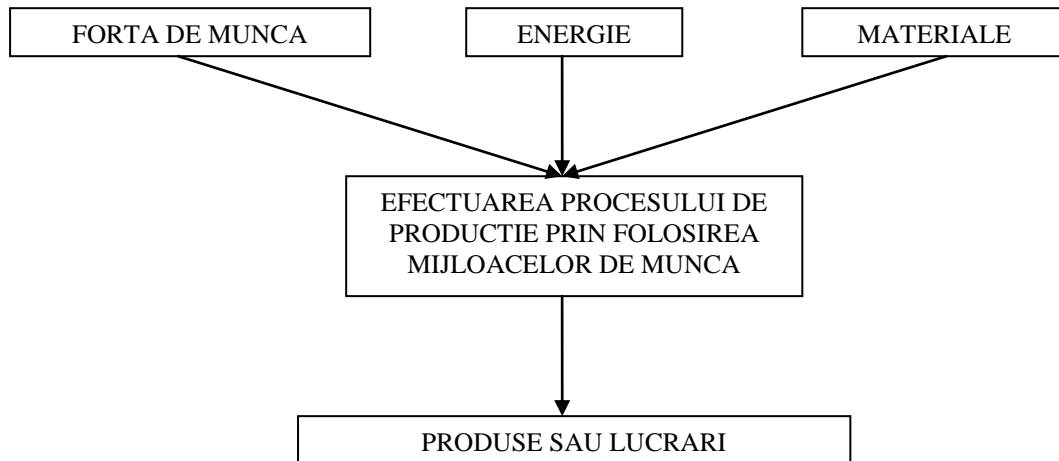 FORTA DE MUNCA
ENERGIE
MATERIALE
EFECTUAREA PROCESULUI DE
PRODUCTIE PRIN FOLOSIREA
MIJLOACELOR DE MUNCA
PRODUSE SAU LUCRARI